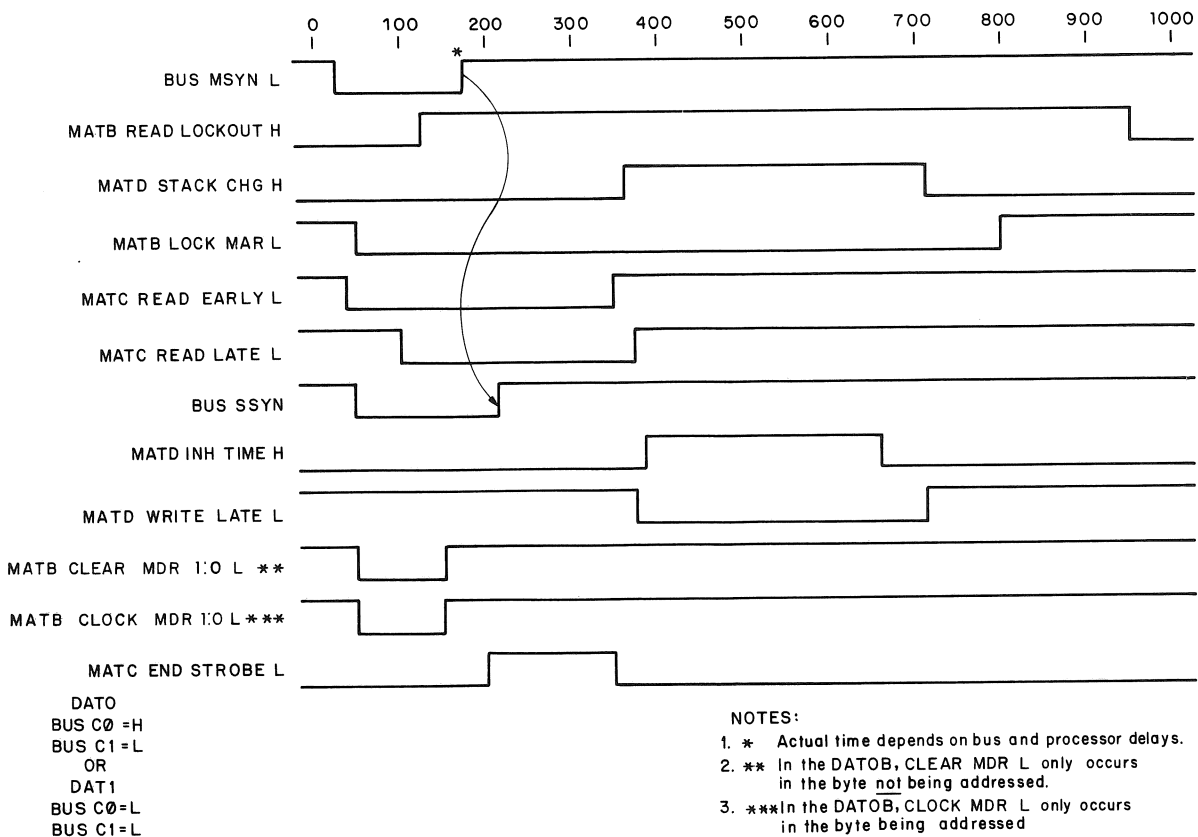 0 100 200 300 400 500 600 700 800 900 1000
*
BUS MSYN L
MATB READ LOCKOUT H
MATD STACK CHG H
MATB LOCK MAR L
MATC READ EARLY L
MATC READ LATE L
BUS SSYN
MATD INH TIME H
MATD WRITE LATE L
MATB CLEAR MDR 1:0 L **
MATB CLOCK MDR 1:0 L ***
MATC END STROBE L
DATO
BUS CØ =H
BUS C1=L
OR
DAT1
BUS CØ=L
BUS C1=L
NOTES:
1. * Actual time depends on bus and processor delays.
2. ** In the DATOB, CLEAR MDR L only occurs
in the byte not being addressed.
3. ***In the DATOB, CLOCK MDR L only occurs
in the byte being addressed